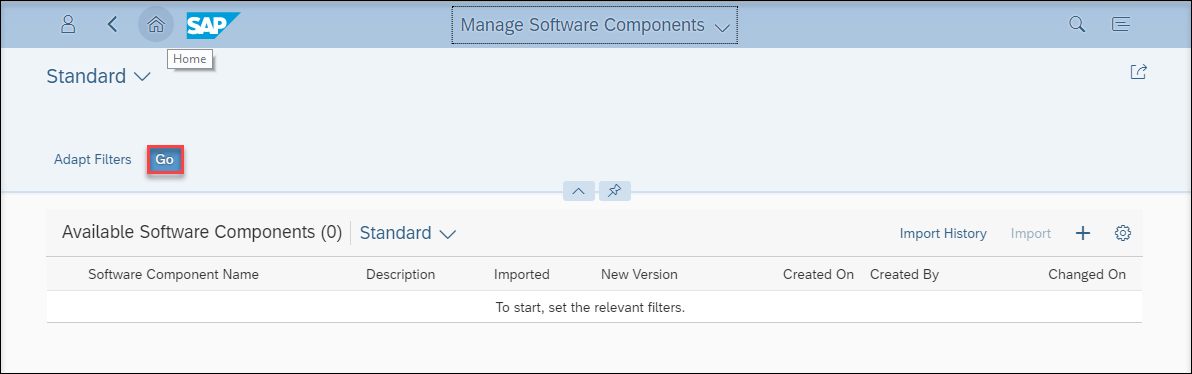 SAP Manage Software Components
Home
Standard
Adapt Filters Go
Available Software Components (0) Standard Import History Import
Software Component Name Description Imported New Version Created On Created By Changed On
To start, set the relevant filters.